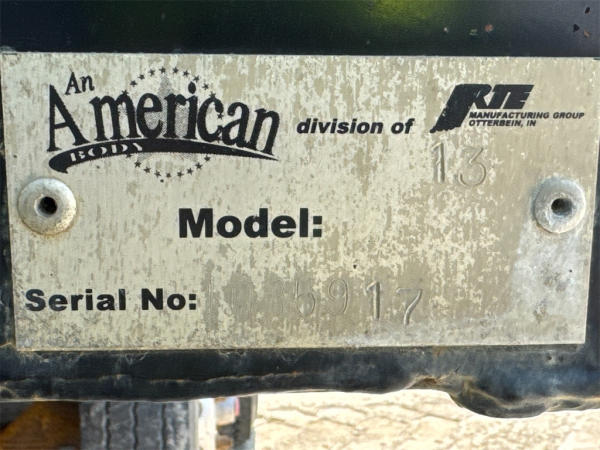 An
American
BODY
division of
RTE
MANUFACTURING GROUP
OTTERBEIN, IN
13
Model:
Serial No: